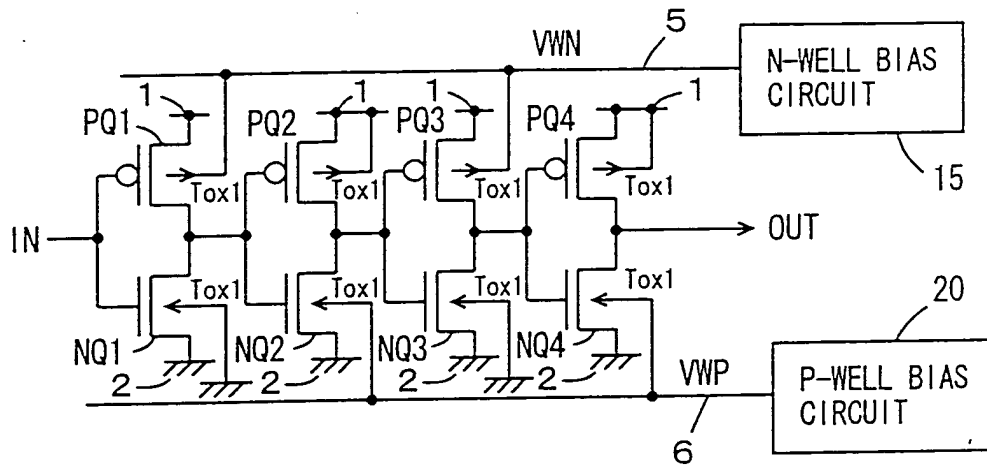 VWN 5
N-WELL BIAS
CIRCUIT
15
1 1 1 1
PQ1 PQ2 PQ3 PQ4
Tox1 Tox1 Tox1 Tox1
IN OUT
Tox1 Tox1 Tox1 Tox1
NQ1 NQ2 NQ3 NQ4
2 2 2 2
20
VWP
6
P-WELL BIAS
CIRCUIT